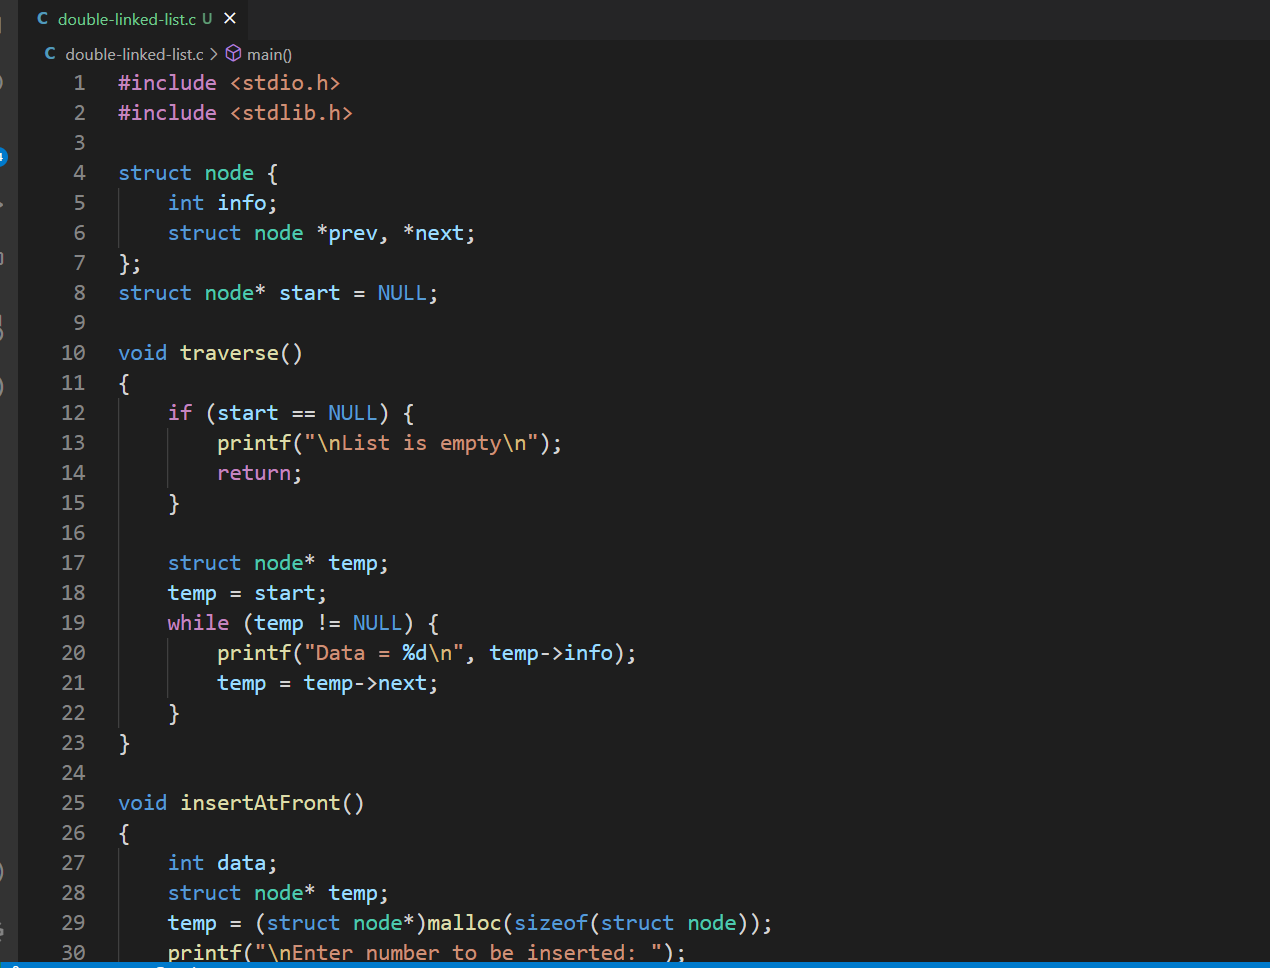 C double-linked-list.c U ×
C double-linked-list.c > main()
1 #include <stdio.h>
2 #include <stdlib.h>
3
4 struct node {
5     int info;
6     struct node *prev, *next;
7 };
8 struct node* start = NULL;
9
10 void traverse()
11 {
12     if (start == NULL) {
13         printf("\nList is empty\n");
14         return;
15     }
16
17     struct node* temp;
18     temp = start;
19     while (temp != NULL) {
20         printf("Data = %d\n", temp->info);
21         temp = temp->next;
22     }
23 }
24
25 void insertAtFront()
26 {
27     int data;
28     struct node* temp;
29     temp = (struct node*)malloc(sizeof(struct node));
30     printf("\nEnter number to be inserted: ");